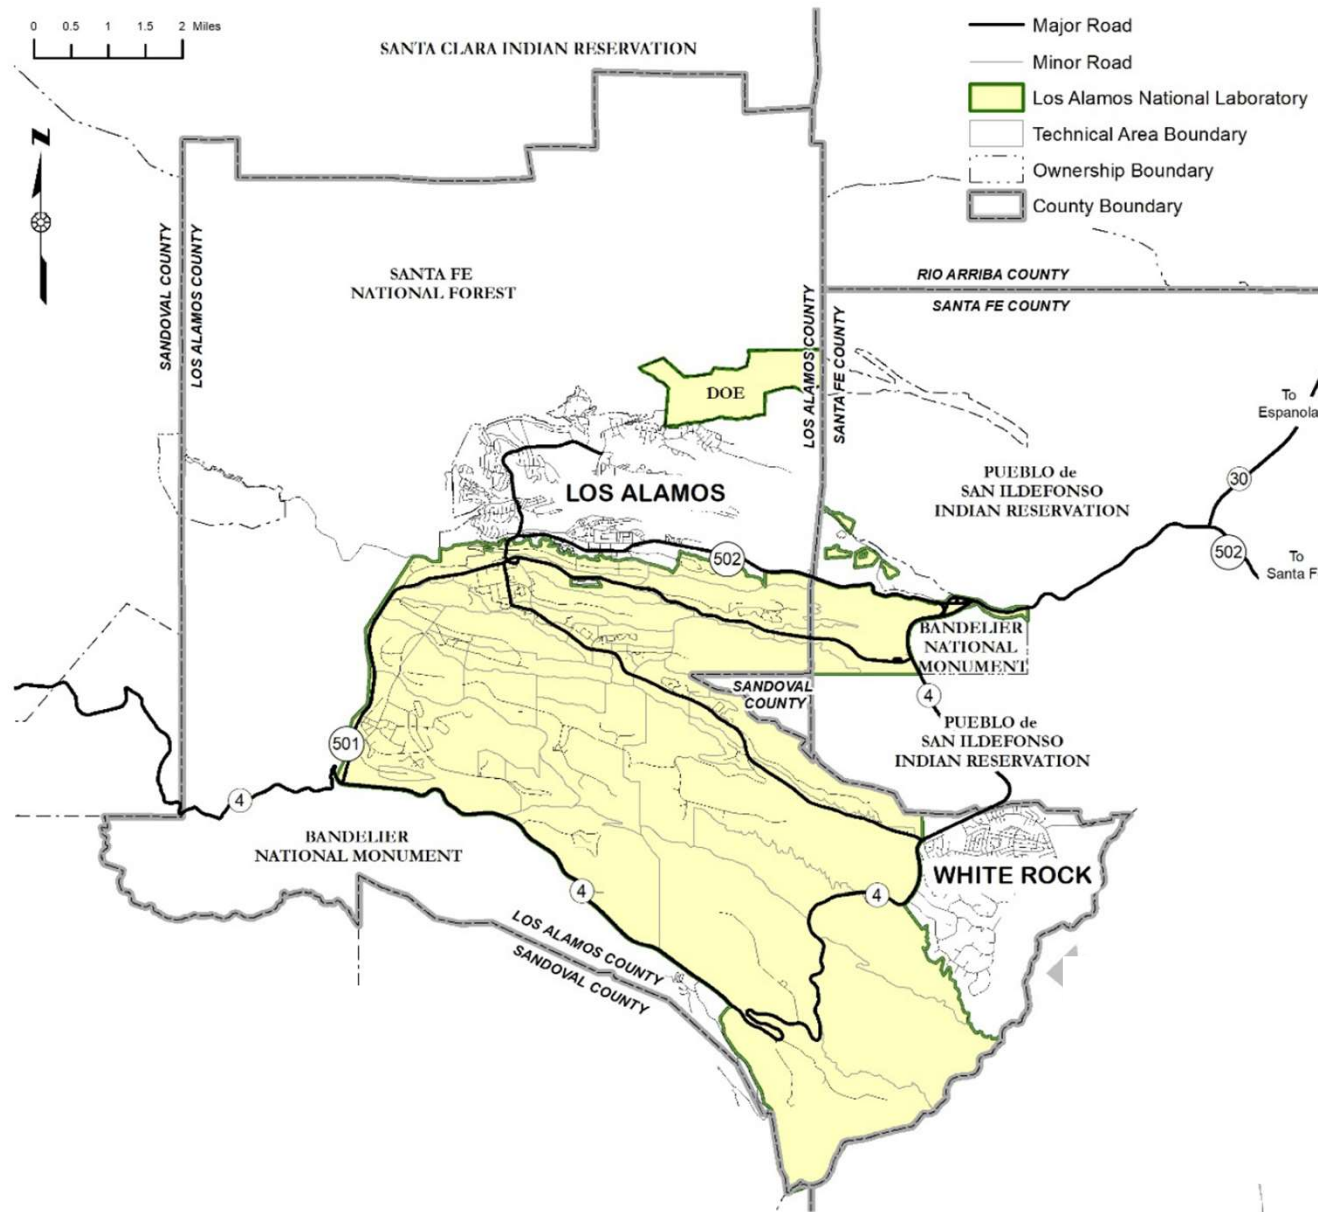 0 0.5 1 1.5 2 Miles
N
Major Road
Minor Road
Los Alamos National Laboratory
Technical Area Boundary
Ownership Boundary
County Boundary
SANTA CLARA INDIAN RESERVATION
SANDOVAL COUNTY
LOS ALAMOS COUNTY
SANTA FE
NATIONAL FOREST
RIO ARRIBA COUNTY
SANTA FE COUNTY
LOS ALAMOS COUNTY
SANTA FE COUNTY
DOE
To
Espanola
LOS ALAMOS
PUEBLO de
SAN ILDEFONSO
INDIAN RESERVATION
30
502
502
To
Santa F
BANDELIER
NATIONAL
MONUMENT
SANDOVAL
COUNTY
4
PUEBLO de
SAN ILDEFONSO
INDIAN RESERVATION
501
4
BANDELIER
NATIONAL MONUMENT
WHITE ROCK
4
4
LOS ALAMOS COUNTY
SANDOVAL COUNTY